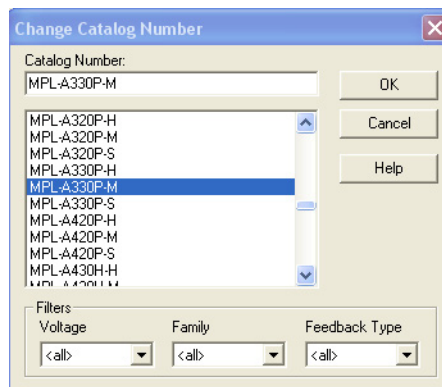 Change Catalog Number
Catalog Number:
MPL-A330P-M
OK
MPL-A320P-H
MPL-A320P-M
MPL-A320P-S
MPL-A330P-H
MPL-A330P-M
MPL-A330P-S
MPL-A420P-H
MPL-A420P-M
MPL-A420P-S
MPL-A430H-H
Cancel
Help
Filters
Voltage Family Feedback Type
<all> <all> <all>